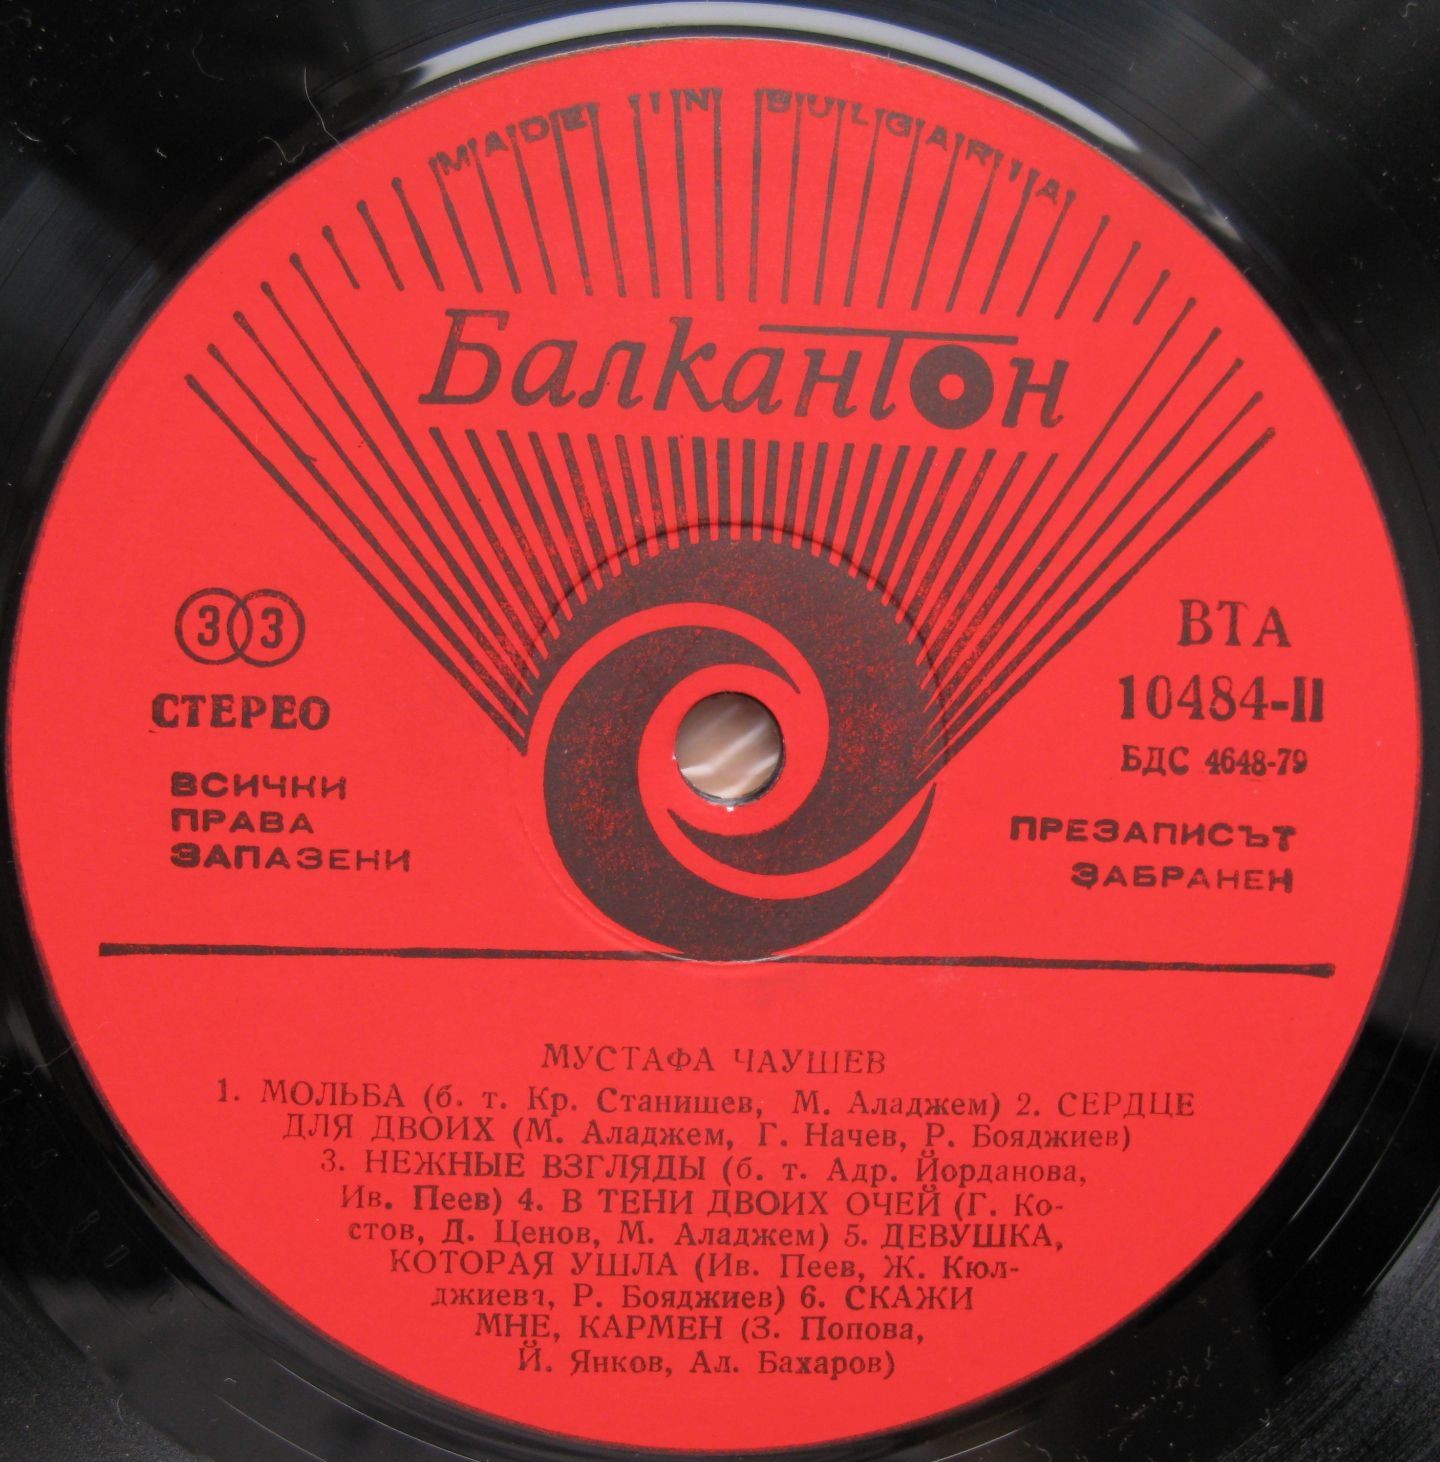 MADE IN BULGARIA
Балкантон
33
СТЕРЕО
ВСИЧКИ
ПРАВА
ЗАПАЗЕНИ
ВТА
10484-II
БДС 4648-79
ПРЕЗАПИСЪТ
ЗАБРАНЕН
МУСТАФА ЧАУШЕВ
1. МОЛЬБА (б. т. Кр. Станишев, М. Аладжем) 2. СЕРДЦЕ
ДЛЯ ДВОИХ (М. Аладжем, Г. Начев, Р. Бояджиев)
3. НЕЖНЫЕ ВЗГЛЯДЫ (б. т. Адр. Йорданова,
Ив. Пеев) 4. В ТЕНИ ДВОИХ ОЧЕЙ (Г. Ко-
стов, Д. Ценов, М. Аладжем) 5. ДЕВУШКА,
КОТОРАЯ УШЛА (Ив. Пеев, Ж. Кюл-
джиева, Р. Бояджиев) 6. СКАЖИ
МНЕ, КАРМЕН (З. Попова,
Й. Янков, Ал. Бахаров)